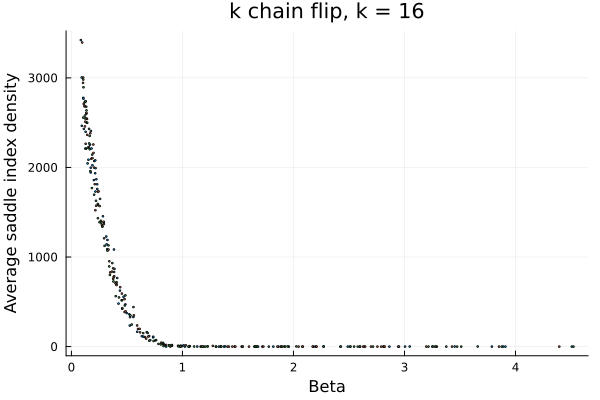 k chain flip, k = 16
Average saddle index density
3000
2000
1000
0
0 1 2 3 4
Beta